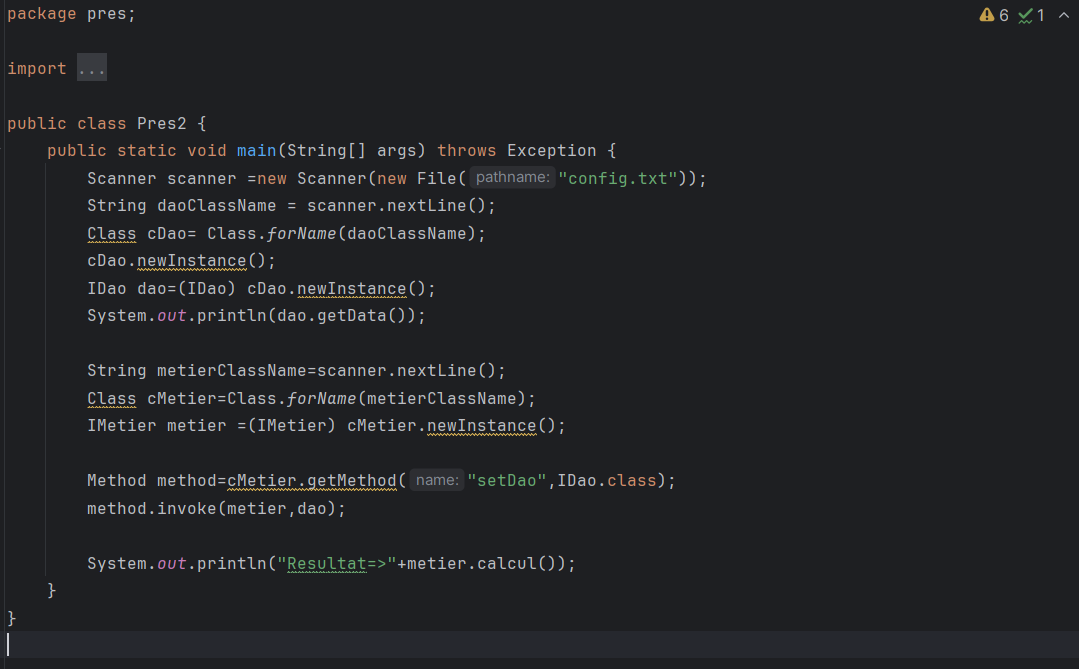 package pres;
6 1
import ...
public class Pres2 {
public static void main(String[] args) throws Exception {
Scanner scanner =new Scanner(new File( pathname: "config.txt"));
String daoClassName = scanner.nextLine();
Class cDao= Class.forName(daoClassName);
cDao.newInstance();
IDao dao=(IDao) cDao.newInstance();
System.out.println(dao.getData());
String metierClassName=scanner.nextLine();
Class cMetier=Class.forName(metierClassName);
IMetier metier =(IMetier) cMetier.newInstance();
Method method=cMetier.getMethod( name: "setDao",IDao.class);
method.invoke(metier,dao);
System.out.println("Resultat=>"+metier.calcul());
}
}